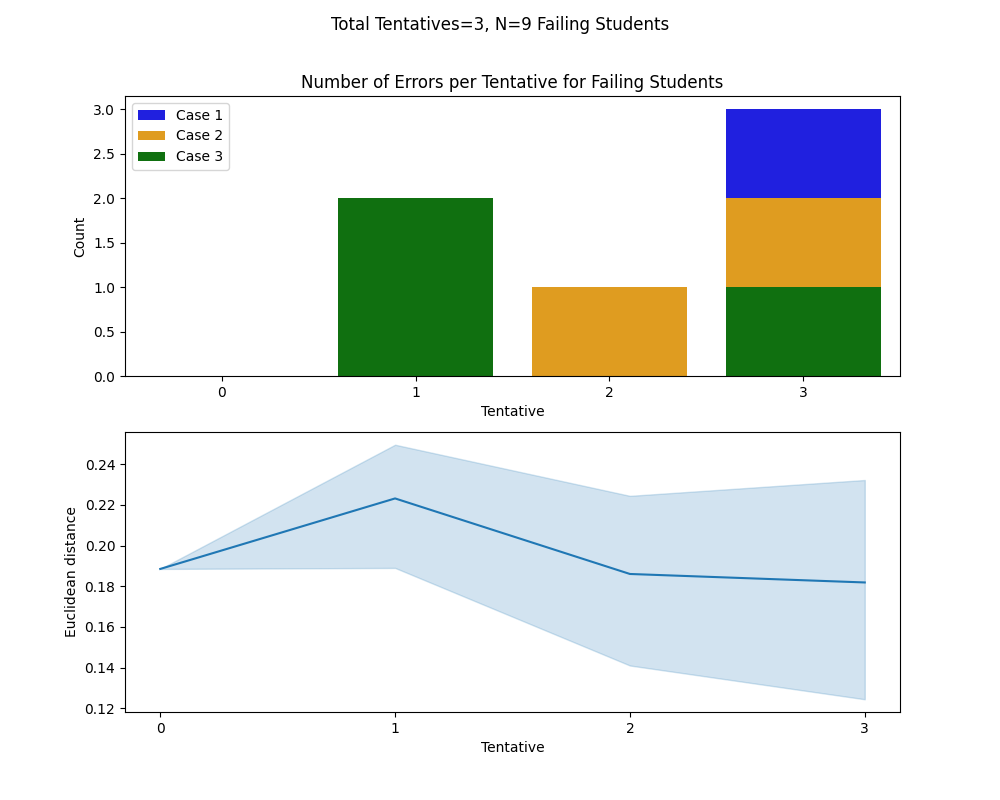 Total Tentatives=3, N=9 Failing Students
Number of Errors per Tentative for Failing Students
Case 1
Case 2
Case 3
Count
3.0
2.5
2.0
1.5
1.0
0.5
0.0
0 1 2 3
Tentative
Euclidean distance
0.24
0.22
0.20
0.18
0.16
0.14
0.12
0 1 2 3
Tentative